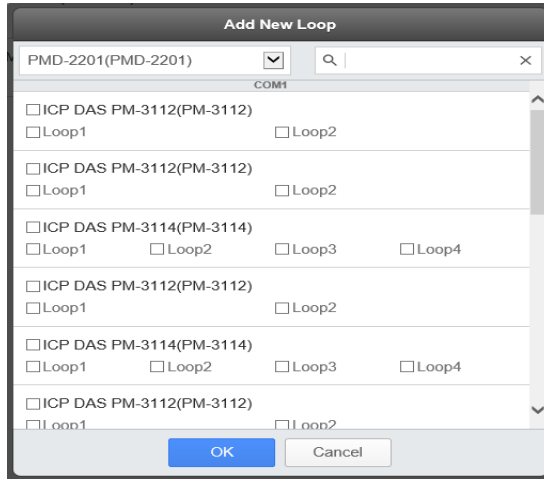 Add New Loop
PMD-2201(PMD-2201)
COM1
ICP DAS PM-3112(PM-3112)
Loop1 Loop2
ICP DAS PM-3112(PM-3112)
Loop1 Loop2
ICP DAS PM-3114(PM-3114)
Loop1 Loop2 Loop3 Loop4
ICP DAS PM-3112(PM-3112)
Loop1 Loop2
ICP DAS PM-3114(PM-3114)
Loop1 Loop2 Loop3 Loop4
ICP DAS PM-3112(PM-3112)
Loop1 Loop2
OK Cancel